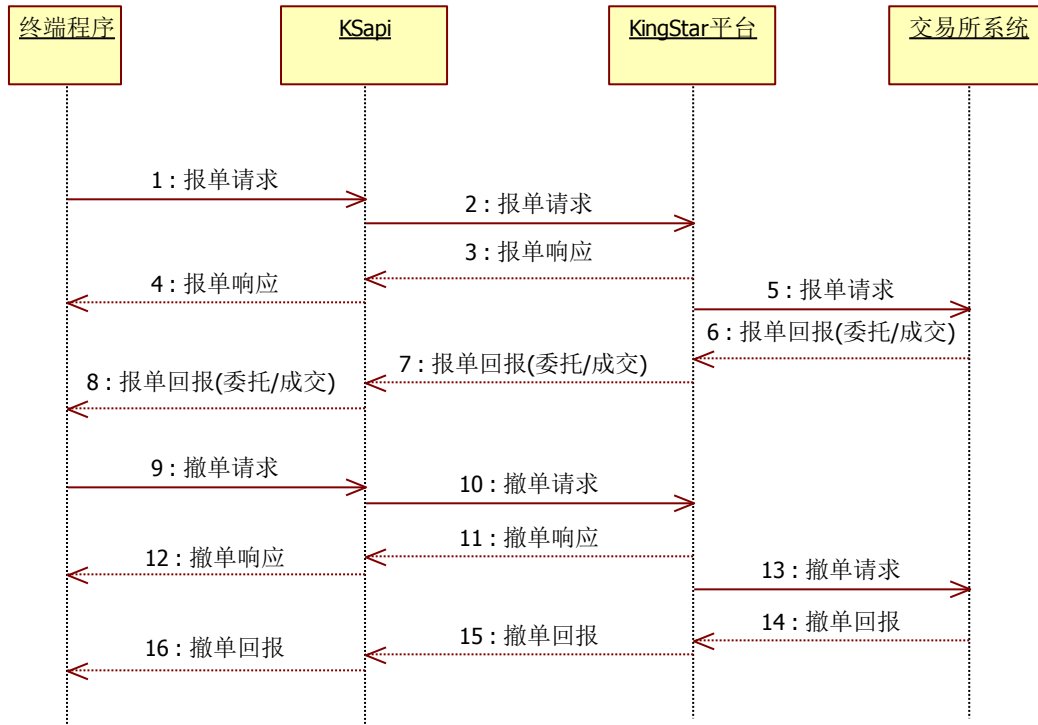 终端程序
KSapi
KingStar平台
交易所系统
1 : 报单请求
2 : 报单请求
3 : 报单响应
4 : 报单响应
5 : 报单请求
6 : 报单回报(委托/成交)
7 : 报单回报(委托/成交)
8 : 报单回报(委托/成交)
9 : 撤单请求
10 : 撤单请求
11 : 撤单响应
12 : 撤单响应
13 : 撤单请求
14 : 撤单回报
15 : 撤单回报
16 : 撤单回报